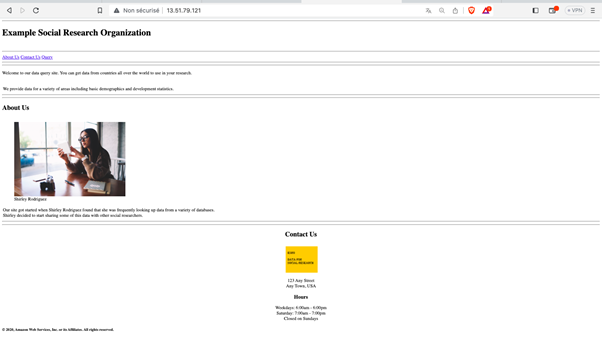 Non sécurisé
13.51.79.121
VPN
Example Social Research Organization
About Us Contact Us Query
Welcome to our data query site. You can get data from countries all over the world to use in your research.
We provide data for a variety of areas including basic demographics and development statistics.
About Us
Shirley Rodriguez
Our site got started when Shirley Rodriguez found that she was frequently looking up data from a variety of databases.
Shirley decided to start sharing some of this data with other social researchers.
Contact Us
DATA FOR
SOCIAL RESEARCH
123 Any Street
Any Town, USA
Hours
Weekdays: 6:00am - 6:00pm
Saturday: 7:00am - 7:00pm
Closed on Sundays
© 2020, Amazon Web Services, Inc. or its Affiliates. All rights reserved.